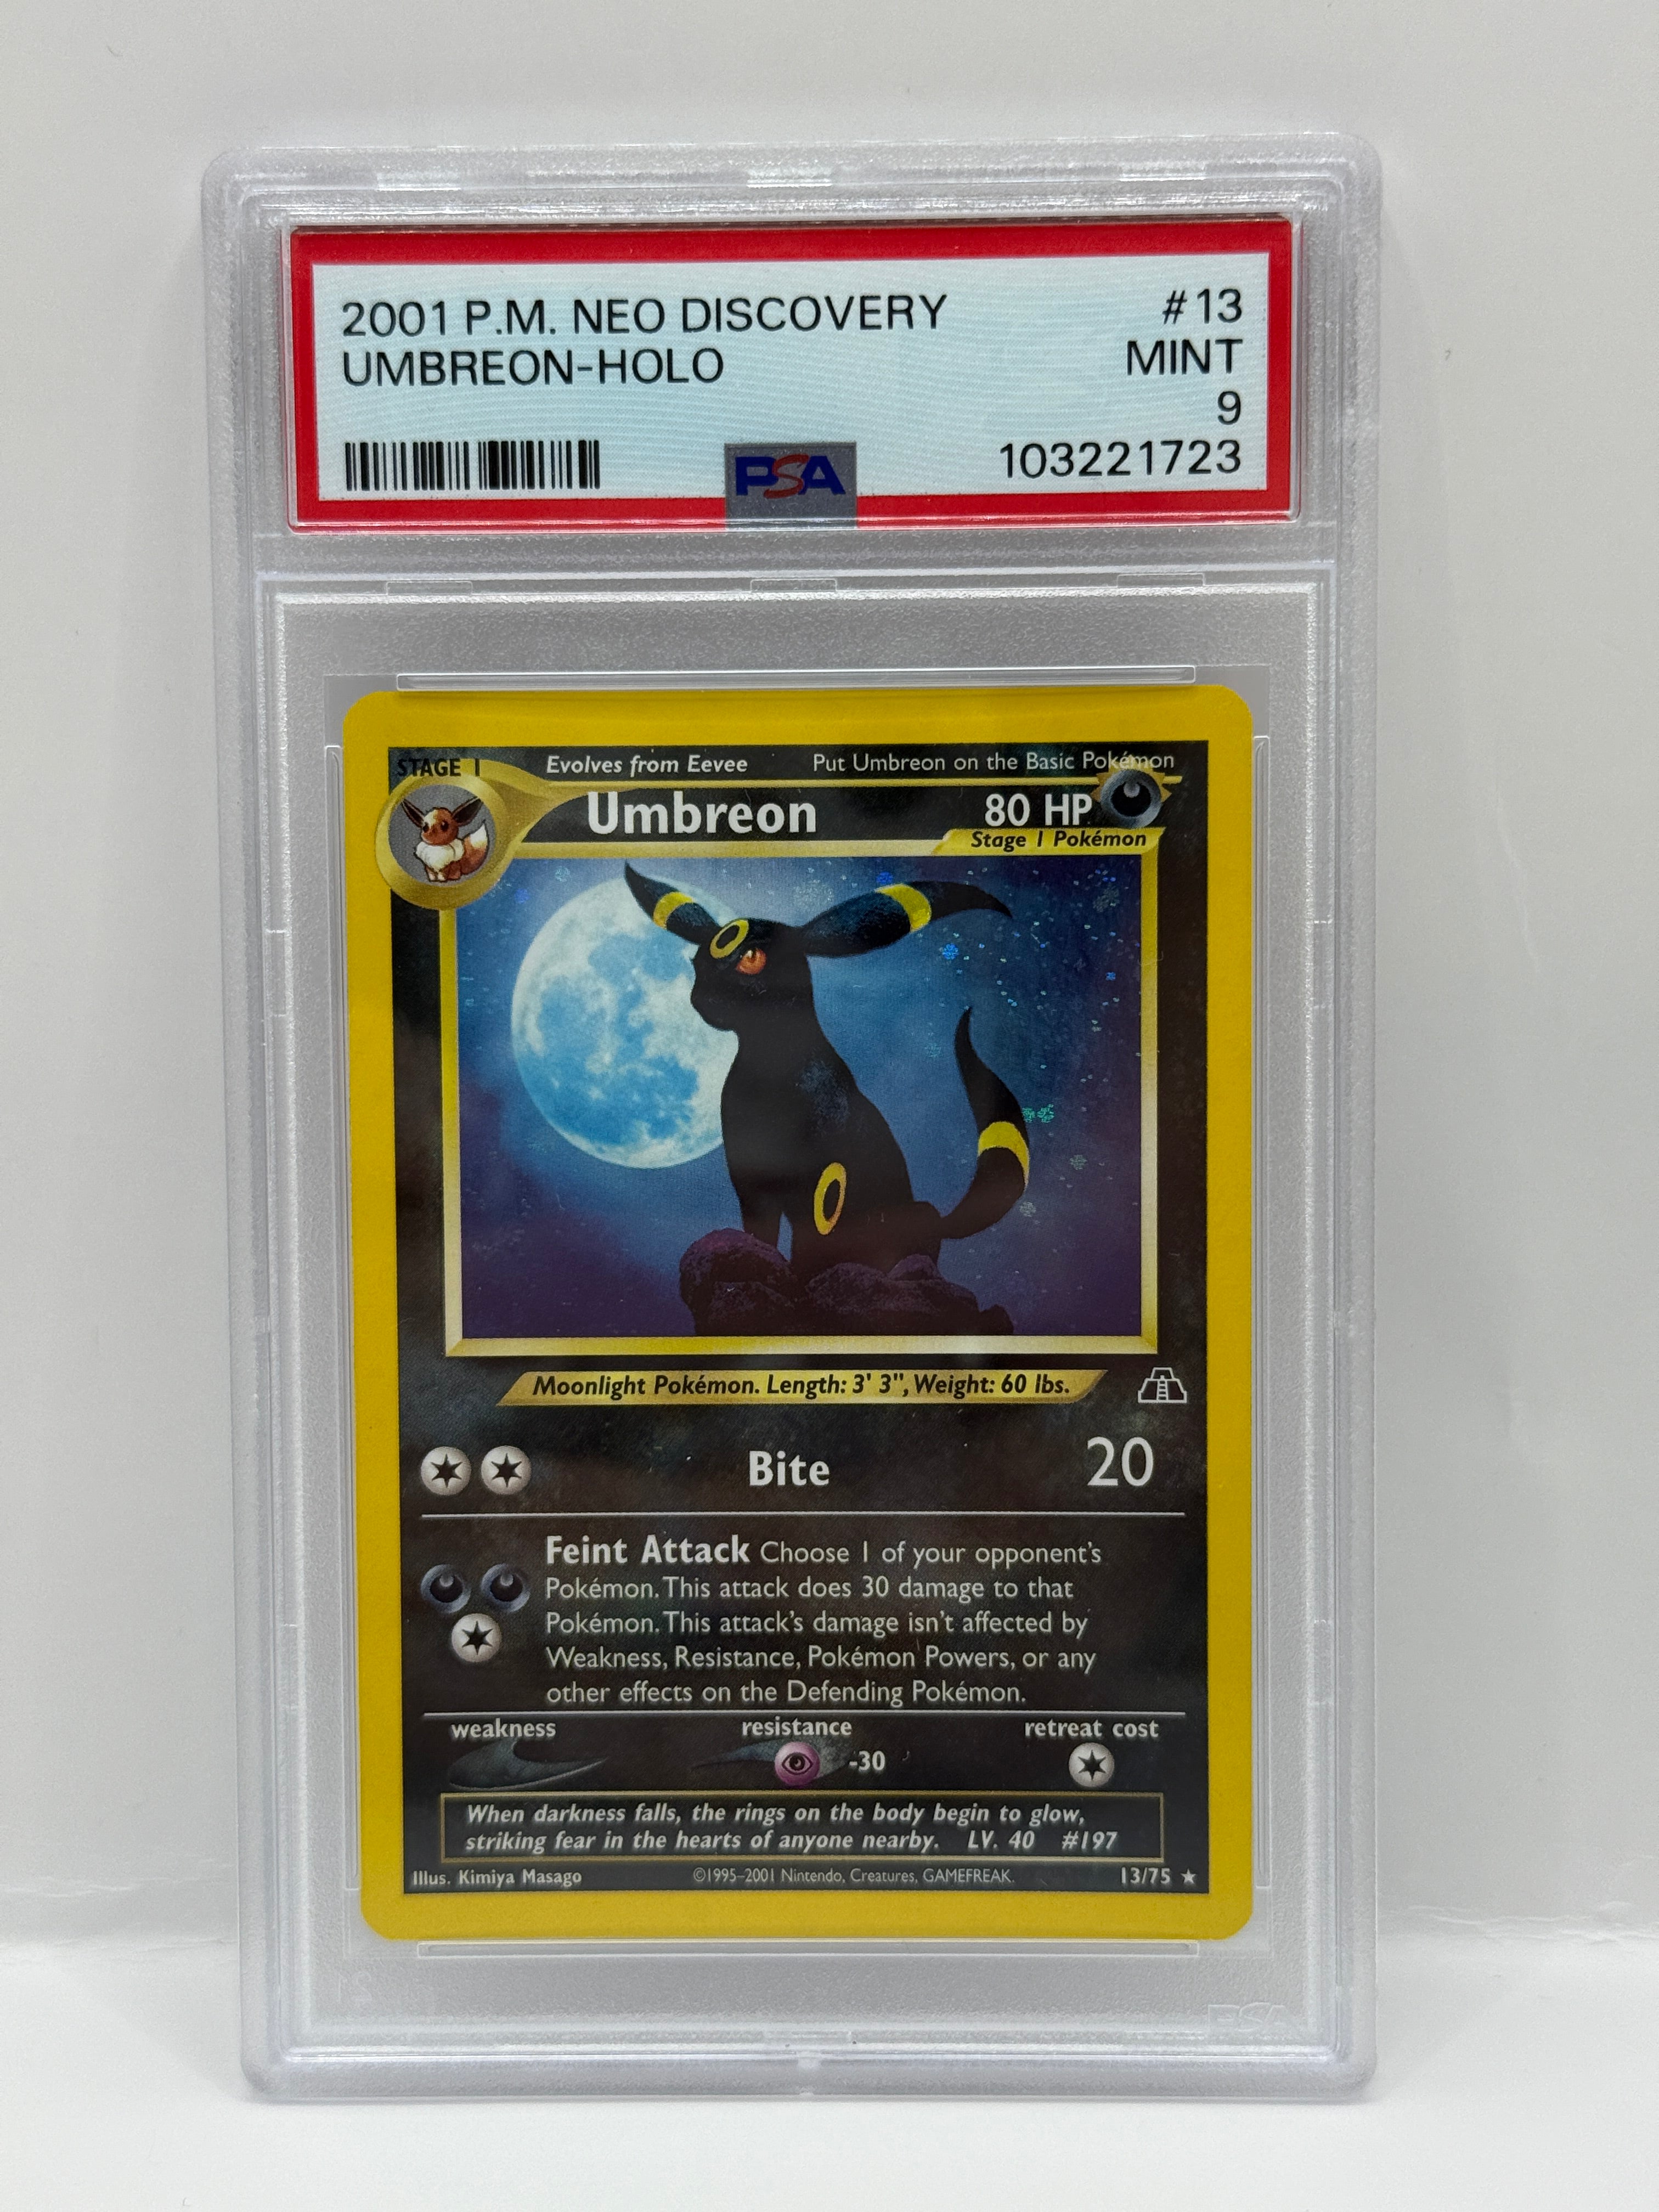 2001 P.M. NEO DISCOVERY #13
UMBREON-HOLO MINT
9
PSA 103221723
STAGE 1 Evolves from Eevee Put Umbreon on the Basic Pokémon
Umbreon 80 HP
Stage 1 Pokémon
Moonlight Pokémon. Length: 3' 3", Weight: 60 lbs.
Bite 20
Feint Attack Choose 1 of your opponent's
Pokémon. This attack does 30 damage to that
Pokémon. This attack's damage isn't affected by
Weakness, Resistance, Pokémon Powers, or any
other effects on the Defending Pokémon.
weakness resistance retreat cost
-30
When darkness falls, the rings on the body begin to glow,
striking fear in the hearts of anyone nearby. LV. 40 #197
Illus. Kimiya Masago ©1995–2001 Nintendo, Creatures, GAMEFREAK. 13/75 ★
PSA